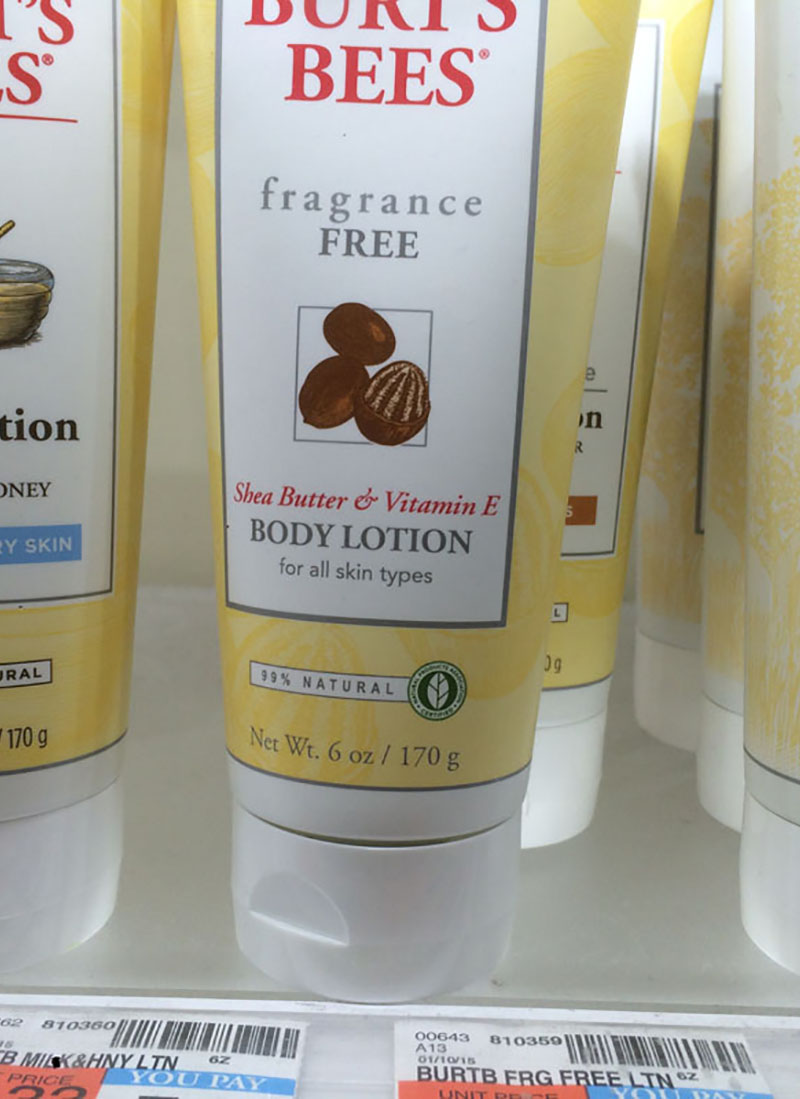 BURT'S
BEES®
fragrance
FREE
Shea Butter & Vitamin E
BODY LOTION
for all skin types
99% NATURAL
Net Wt. 6 oz / 170 g
'S
S®
tion
ONEY
RY SKIN
URAL
/ 170 g
e
on
R
S
L
0 g
62 810360
B MILK&HNY LTN 6Z
PRICE
YOU PAY
00643 810359
A13
01/10/15
BURTB FRG FREE LTN 6Z
UNIT PRICE
YOU PAY